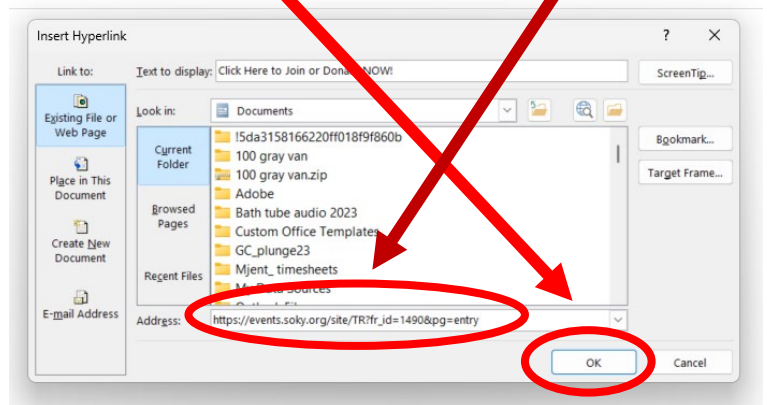 Insert Hyperlink ? X
Link to:
Text to display: Click Here to Join or Donate NOW!
ScreenTip...
Existing File or
Web Page
Place in This
Document
Create New
Document
E-mail Address
Look in: Documents
Current
Folder
Browsed
Pages
Recent Files
!5da3158166220ff018f9f860b
100 gray van
100 gray van.zip
Adobe
Bath tube audio 2023
Custom Office Templates
GC_plunge23
Mjent_ timesheets
My Data Sources
Bookmark...
Target Frame...
Address: https://events.soky.org/site/TR?fr_id=1490&pg=entry
OK Cancel